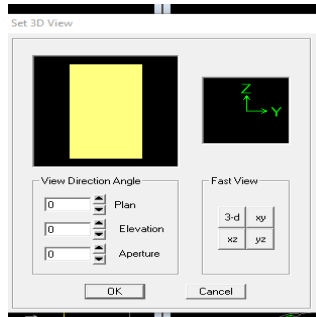 Set 3D View
Z
Y
View Direction Angle
Fast View
0 Plan
0 Elevation
0 Aperture
3-d xy
xz yz
OK Cancel